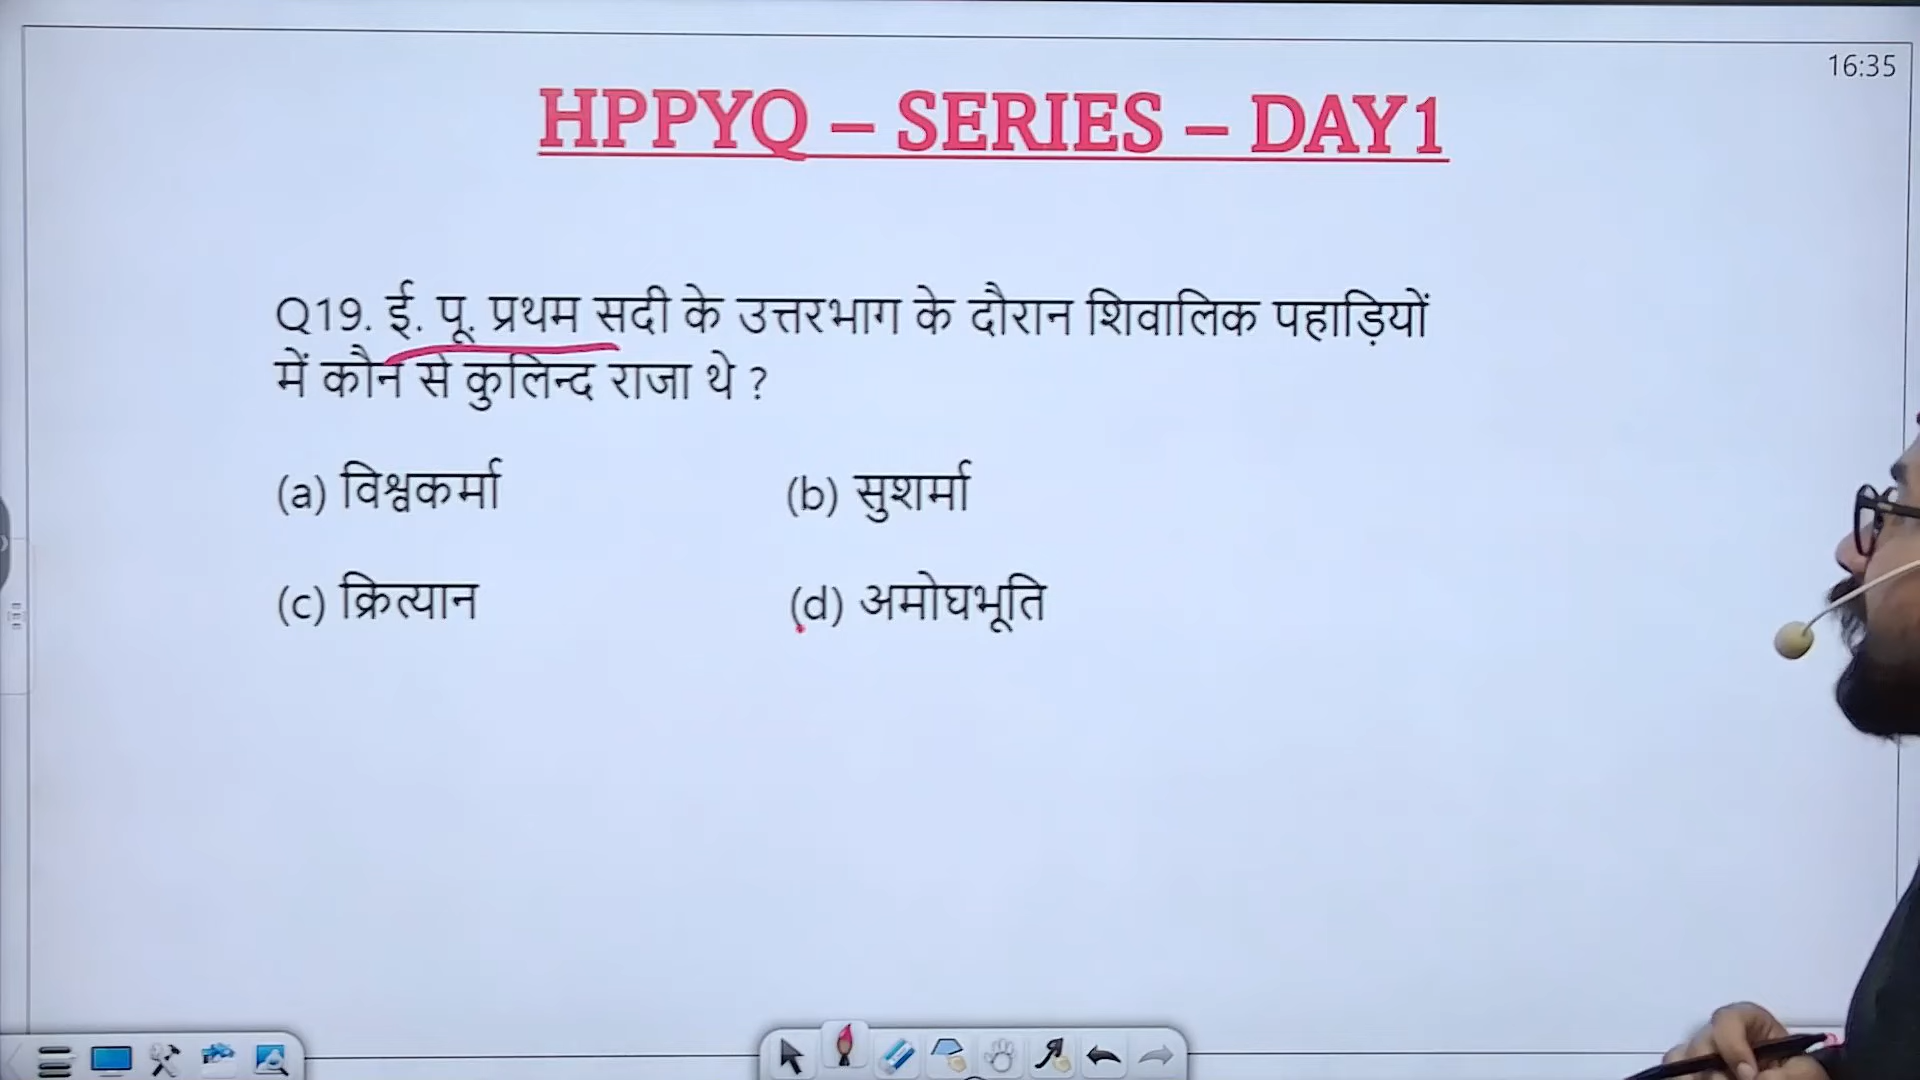 16:35
HPPYQ – SERIES – DAY1
Q19. ई. पू. प्रथम सदी के उत्तरभाग के दौरान शिवालिक पहाड़ियों
में कौन से कुलिन्द राजा थे ?
(a) विश्वकर्मा (b) सुशर्मा
(c) क्रित्यान (d) अमोघभूति